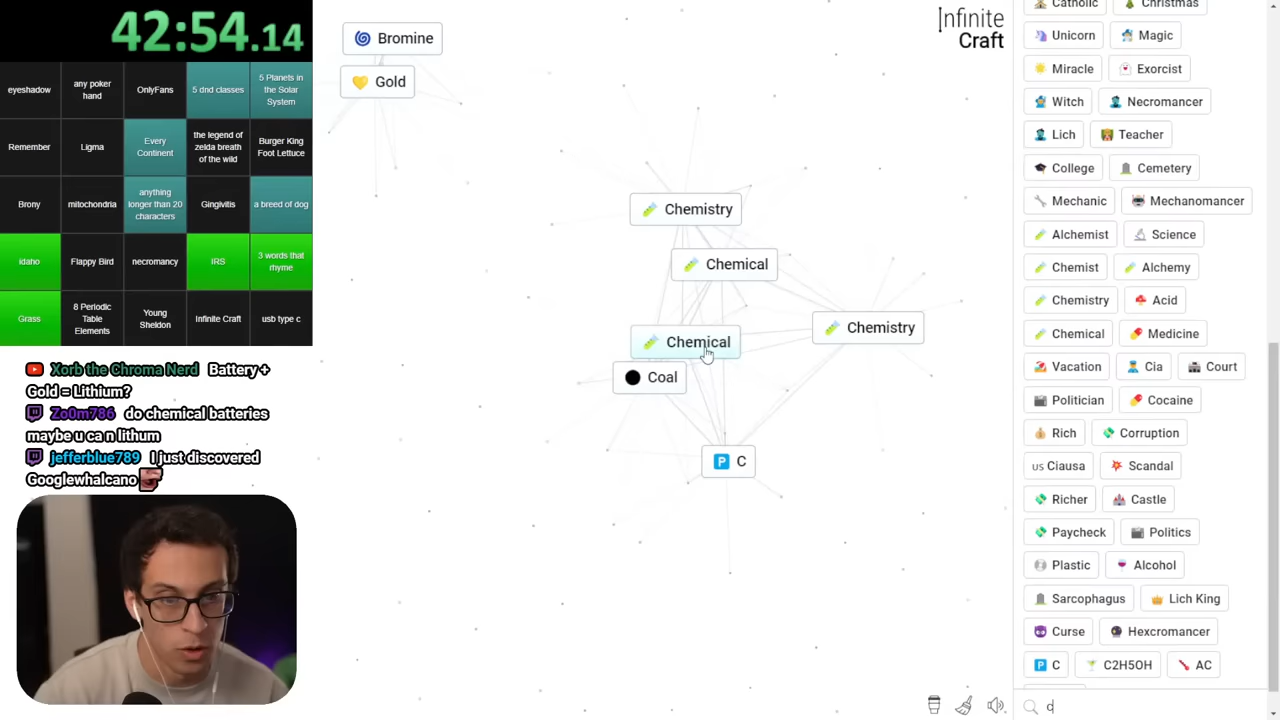 42:54.14
eyeshadow
any poker
hand
OnlyFans
5 dnd classes
5 Planets in
the Solar
System
Remember
Ligma
Every
Continent
the legend of
zelda breath
of the wild
Burger King
Foot Lettuce
Brony
mitochondria
anything
longer than 20
characters
Gingivitis
a breed of dog
idaho
Flappy Bird
necromancy
IRS
3 words that
rhyme
Grass
8 Periodic
Table
Elements
Young
Sheldon
Infinite Craft
usb type c
Xorb the Chroma Nerd Battery +
Gold = Lithium?
Zo0m786 do chemical batteries
maybe u ca n lithum
jefferblue789 I just discovered
Googlewhalcano
Bromine
Gold
Chemistry
Chemical
Chemistry
Chemical
Coal
P C
Infinite
Craft
Catholic Christmas
Unicorn Magic
Miracle Exorcist
Witch Necromancer
Lich Teacher
College Cemetery
Mechanic Mechanomancer
Alchemist Science
Chemist Alchemy
Chemistry Acid
Chemical Medicine
Vacation Cia Court
Politician Cocaine
Rich Corruption
US Ciausa Scandal
Richer Castle
Paycheck Politics
Plastic Alcohol
Sarcophagus Lich King
Curse Hexcromancer
P C C2H5OH AC
c